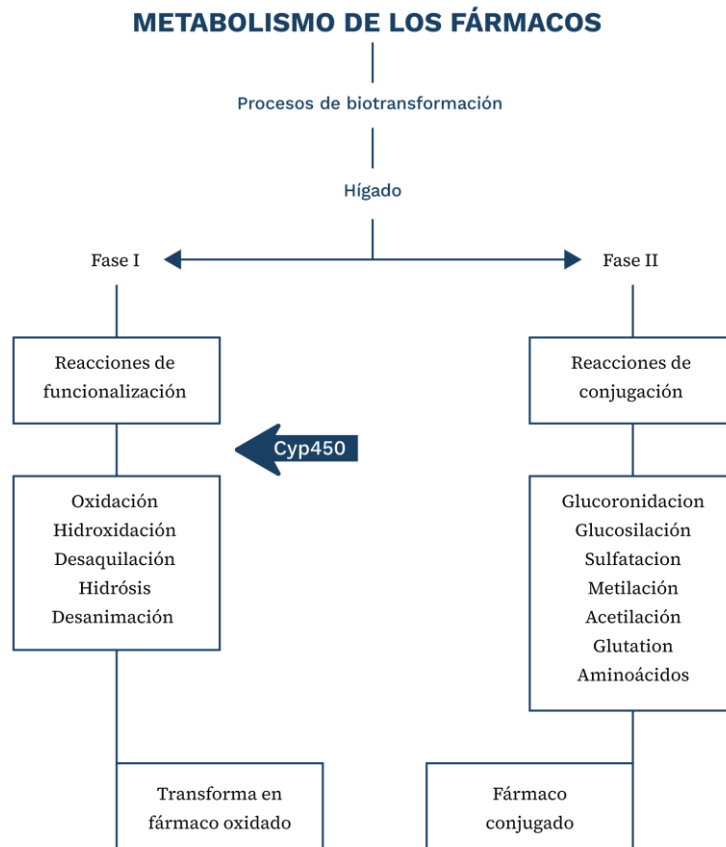 METABOLISMO DE LOS FÁRMACOS
Procesos de biotransformación
Hígado
Fase I
Fase II
Reacciones de
funcionalización
Reacciones de
conjugación
Cyp450
Oxidación
Hidroxidación
Desaquilación
Hidrósis
Desanimación
Glucoronidacion
Glucosilación
Sulfatacion
Metilación
Acetilación
Glutation
Aminoácidos
Transforma en
fármaco oxidado
Fármaco
conjugado